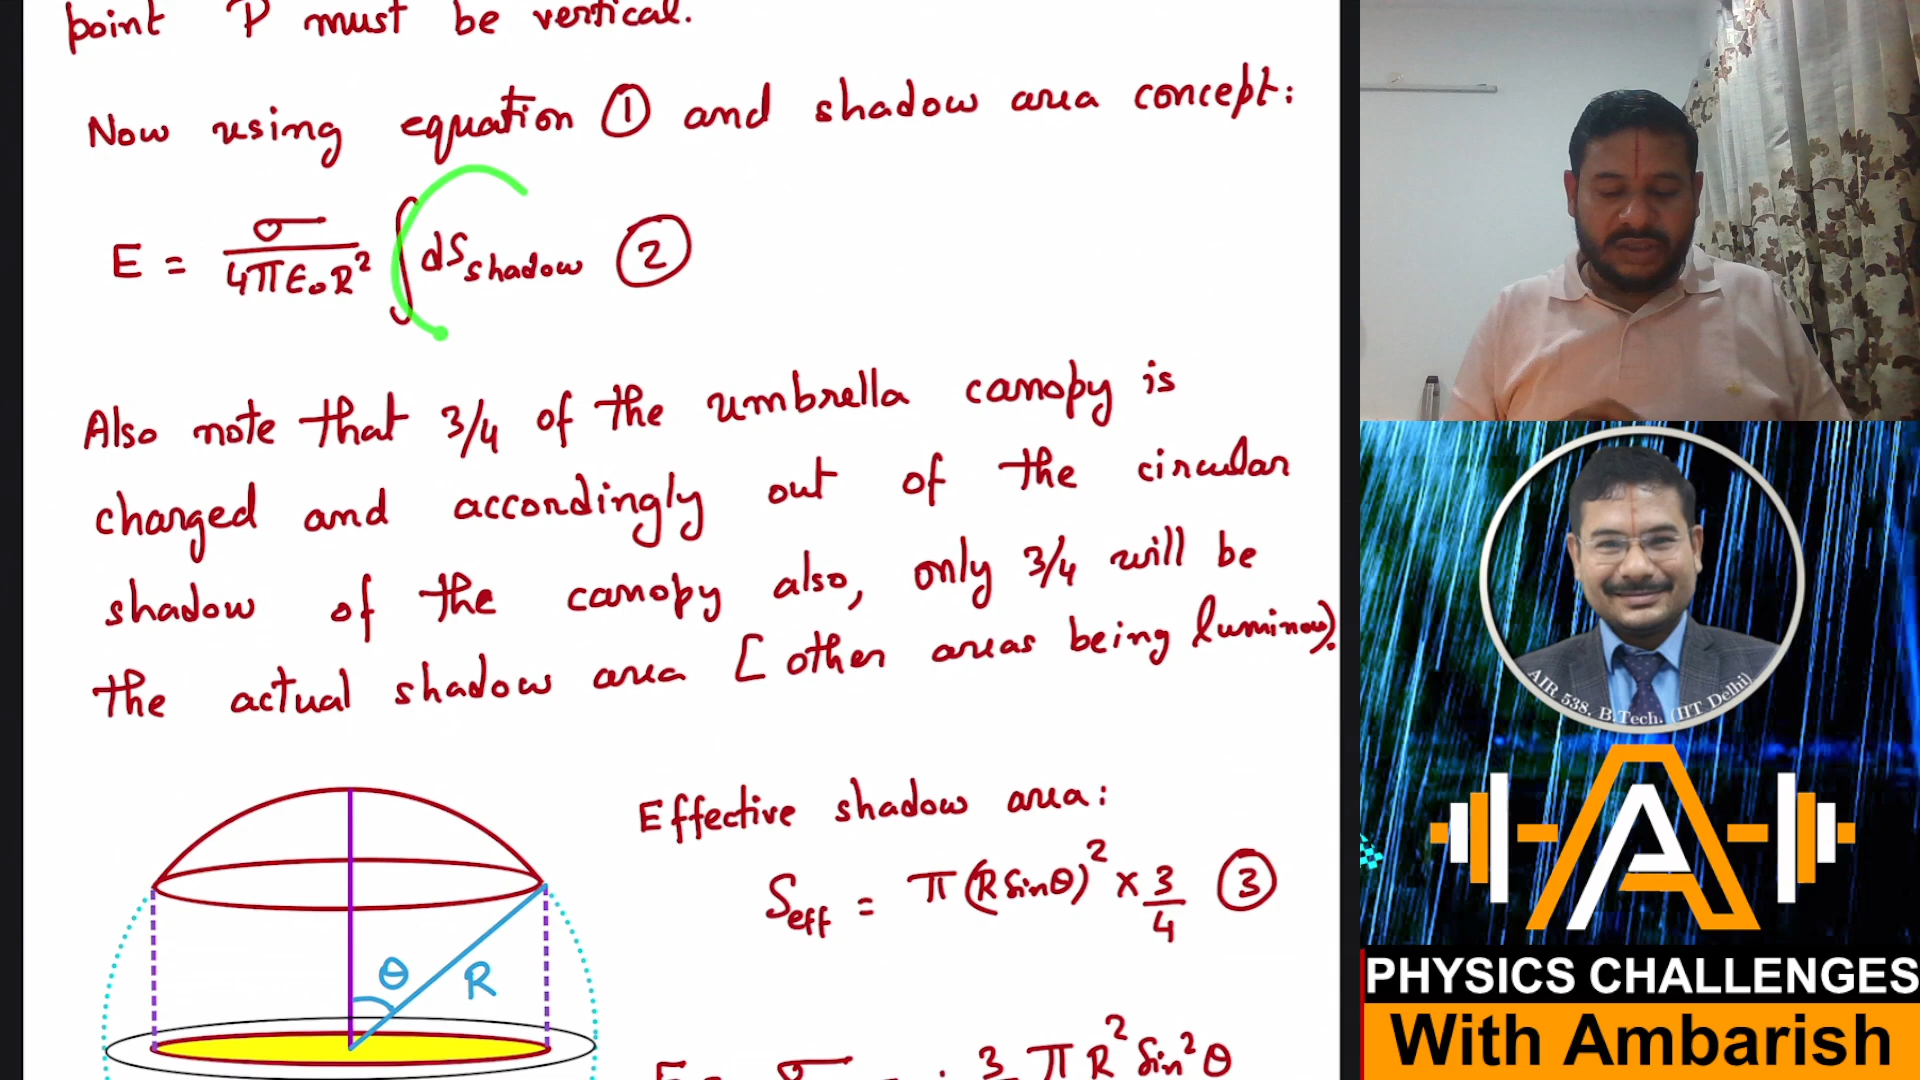 point P must be vertical.
Now using equation ① and shadow area concept:
E = σ/4πϵ₀R² ∫ dS_shadow ②
Also note that 3/4 of the umbrella canopy is
charged and accordingly out of the circular
shadow of the canopy also, only 3/4 will be
the actual shadow area [other areas being luminous).
Effective shadow area:
S_eff = π(R sinθ)² × 3/4 ③
θ
R
E = σ · 3 πR² sin²θ
AIR 538, B.Tech. (IIT Delhi)
A
PHYSICS CHALLENGES
With Ambarish